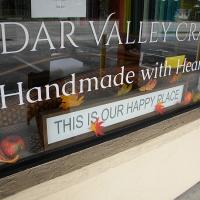 DAR VALLEY CRA
Handmade with Hear
THIS IS OUR HAPPY PLACE